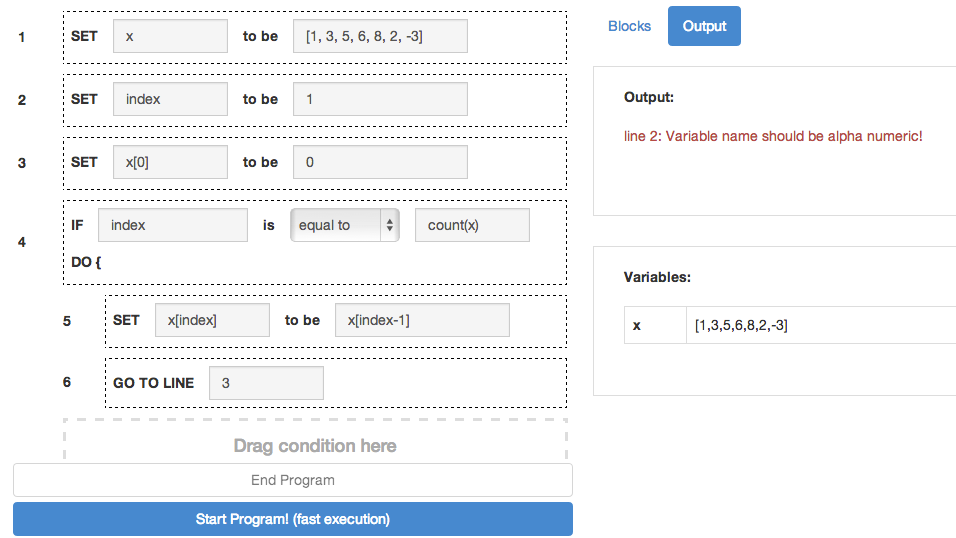 1 SET x to be [1, 3, 5, 6, 8, 2, -3]
2 SET index to be 1
3 SET x[0] to be 0
4 IF index is equal to count(x)
DO {
5 SET x[index] to be x[index-1]
6 GO TO LINE 3
Drag condition here
End Program
Start Program! (fast execution)
Blocks Output
Output:
line 2: Variable name should be alpha numeric!
Variables:
x [1,3,5,6,8,2,-3]